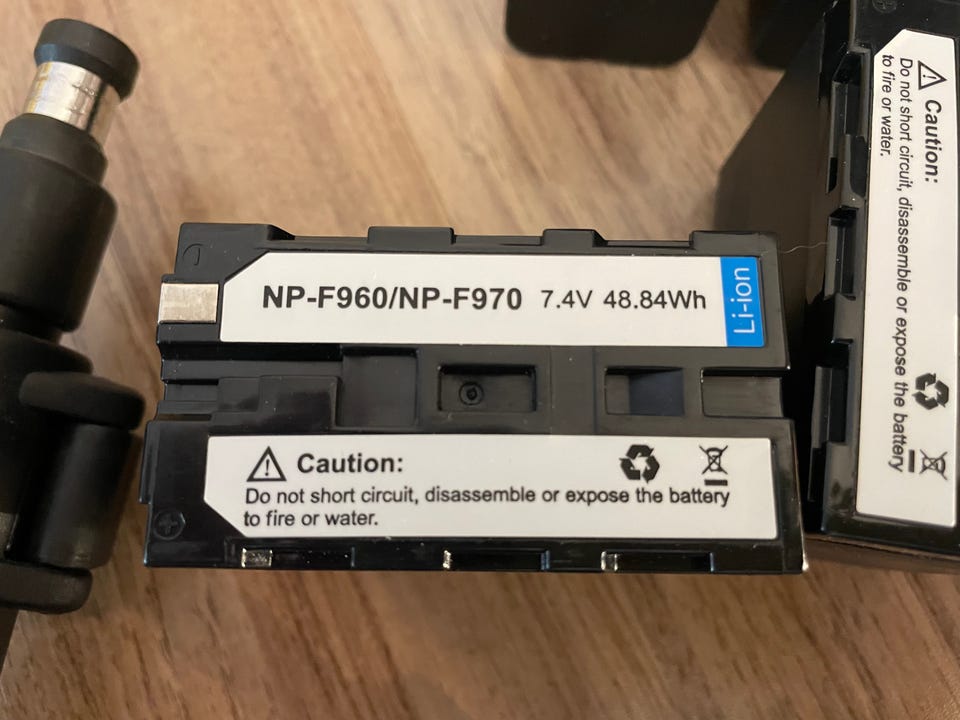 NP-F960/NP-F970 7.4V 48.84Wh
Li-ion
Caution:
Do not short circuit, disassemble or expose the battery
to fire or water.
Caution:
Do not short circuit, disassemble or expose the battery
to fire or water.